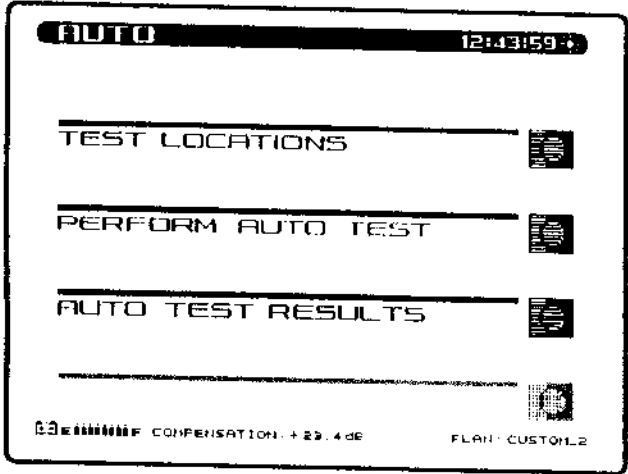 AUTO 12:43:59
TEST LOCATIONS
PERFORM AUTO TEST
AUTO TEST RESULTS
E F COMPENSATION: +23.4dB PLAN: CUSTOM_2